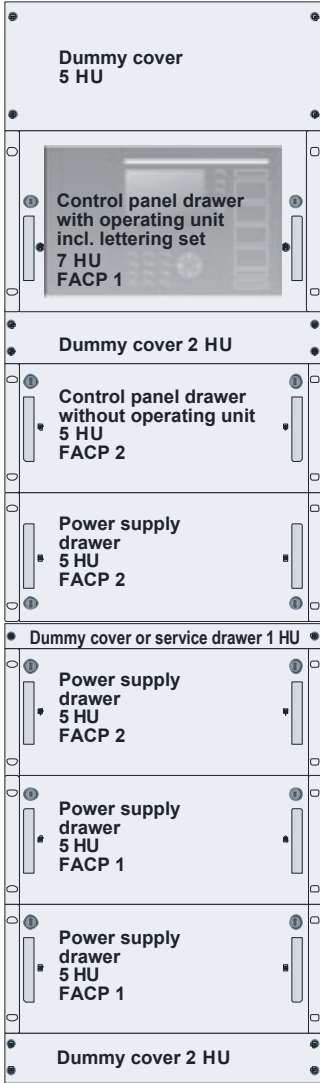 Dummy cover
5 HU
Control panel drawer
with operating unit
incl. lettering set
7 HU
FACP 1
Dummy cover 2 HU
Control panel drawer
without operating unit
5 HU
FACP 2
Power supply
drawer
5 HU
FACP 2
Dummy cover or service drawer 1 HU
Power supply
drawer
5 HU
FACP 2
Power supply
drawer
5 HU
FACP 1
Power supply
drawer
5 HU
FACP 1
Dummy cover 2 HU